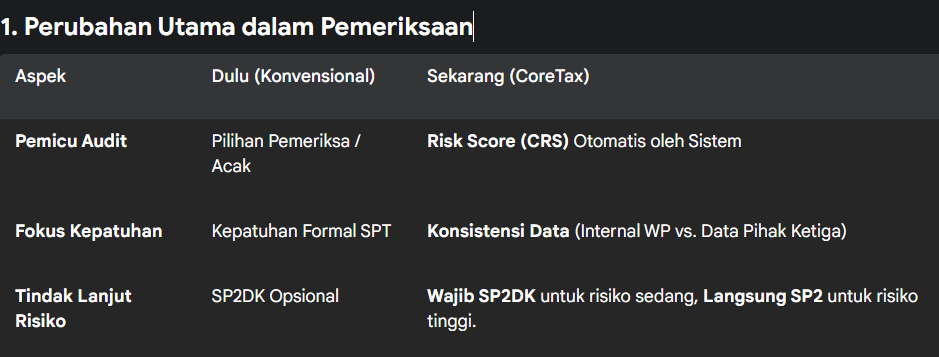 1. Perubahan Utama dalam Pemeriksaan
Aspek
Dulu (Konvensional)
Sekarang (CoreTax)
Pemicu Audit
Pilihan Pemeriksa /
Acak
Risk Score (CRS) Otomatis oleh Sistem
Fokus Kepatuhan
Kepatuhan Formal SPT
Konsistensi Data (Internal WP vs. Data Pihak Ketiga)
Tindak Lanjut
Risiko
SP2DK Opsional
Wajib SP2DK untuk risiko sedang, Langsung SP2 untuk risiko
tinggi.